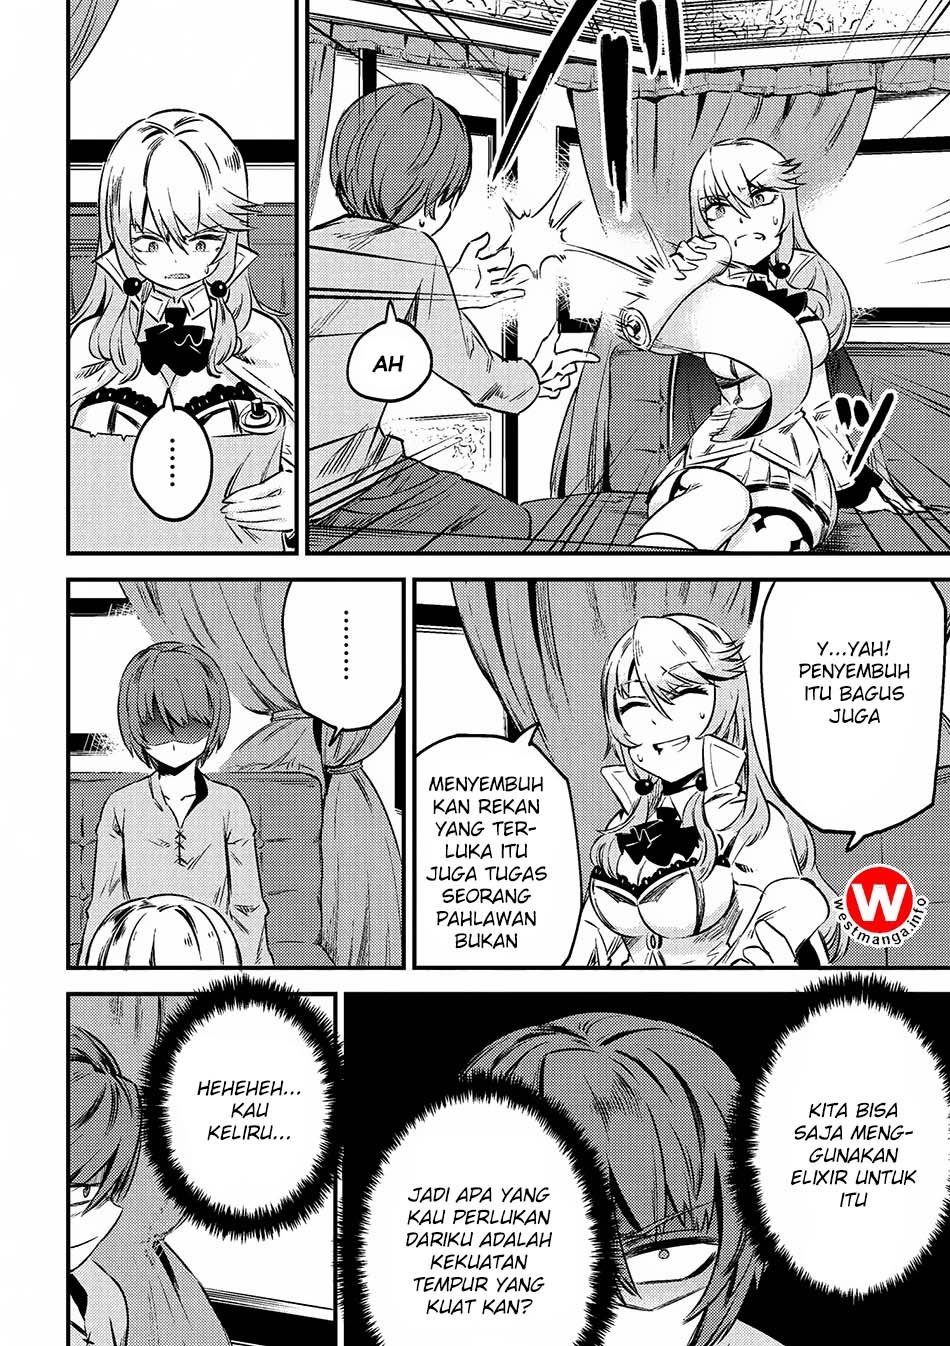 AH
......
Y...YAH!
PENYEMBUH
ITU BAGUS
JUGA
MENYEMBUH
KAN REKAN
YANG TER-
LUKA ITU
JUGA TUGAS
SEORANG
PAHLAWAN
BUKAN
......
W
westmanga.info
KITA BISA
SAJA MENG-
GUNAKAN
ELIXIR UNTUK
ITU
JADI APA YANG
KAU PERLUKAN
DARIKU ADALAH
KEKUATAN
TEMPUR YANG
KUAT KAN?
HEHEHEH...
KAU
KELIRU...